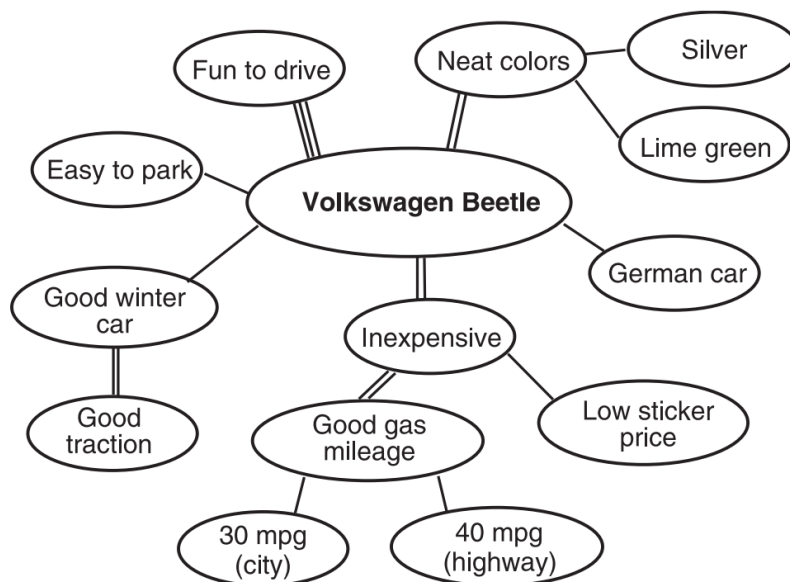 Fun to drive
Neat colors
Silver
Lime green
Easy to park
Volkswagen Beetle
German car
Good winter
car
Inexpensive
Good
traction
Good gas
mileage
Low sticker
price
30 mpg
(city)
40 mpg
(highway)